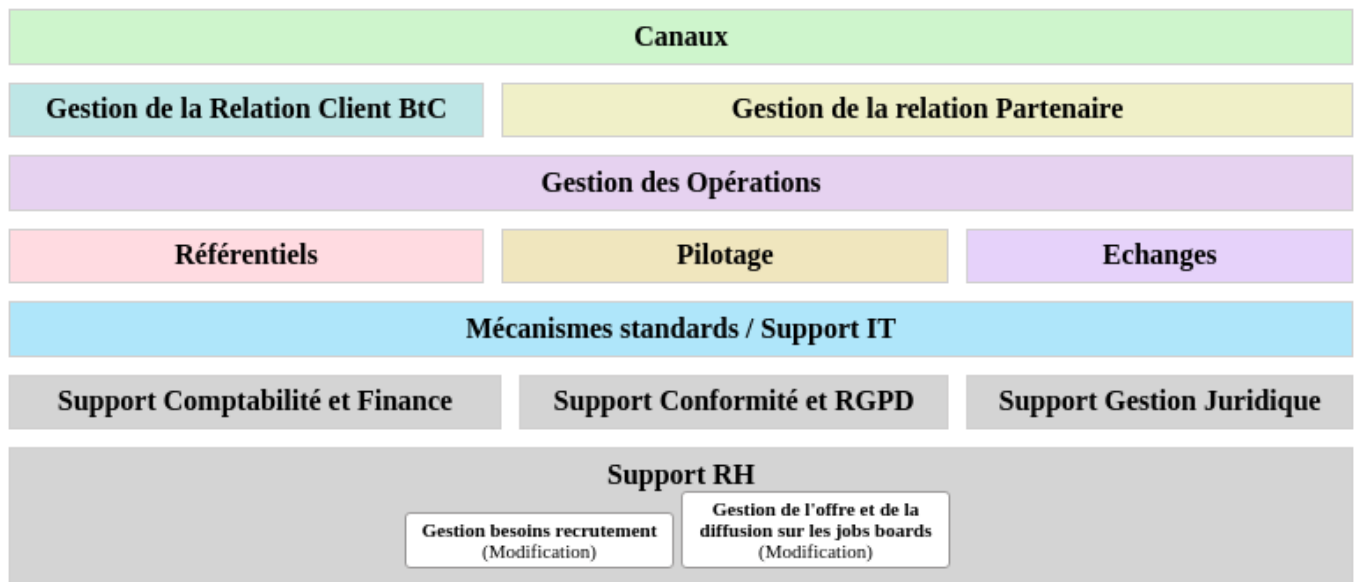 Canaux
Gestion de la Relation Client BtC
Gestion de la relation Partenaire
Gestion des Opérations
Référentiels
Pilotage
Echanges
Mécanismes standards / Support IT
Support Comptabilité et Finance
Support Conformité et RGPD
Support Gestion Juridique
Support RH
Gestion besoins recrutement
(Modification)
Gestion de l'offre et de la
diffusion sur les jobs boards
(Modification)